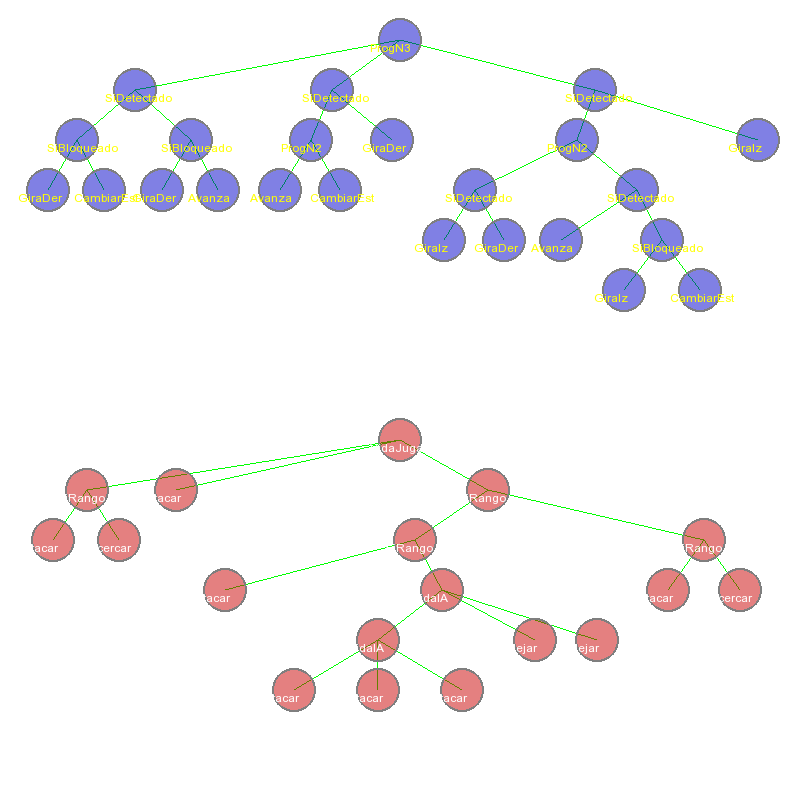 ProgN3
SiDetectado SiDetectado SiDetectado
SiBloqueado SiBloqueado ProgN2 GiraDer ProgN2 GiraIz
GiraDer CambiarEst GiraDer Avanza Avanza CambiarEst SiDetectado SiDetectado
GiraIz GiraDer Avanza SiBloqueado
GiraIz CambiarEst
idaJuga
Rango tacar Rango
tacar cercar Rango Rango
tacar idaIA tacar cercar
idaIA lejar lejar
tacar tacar tacar